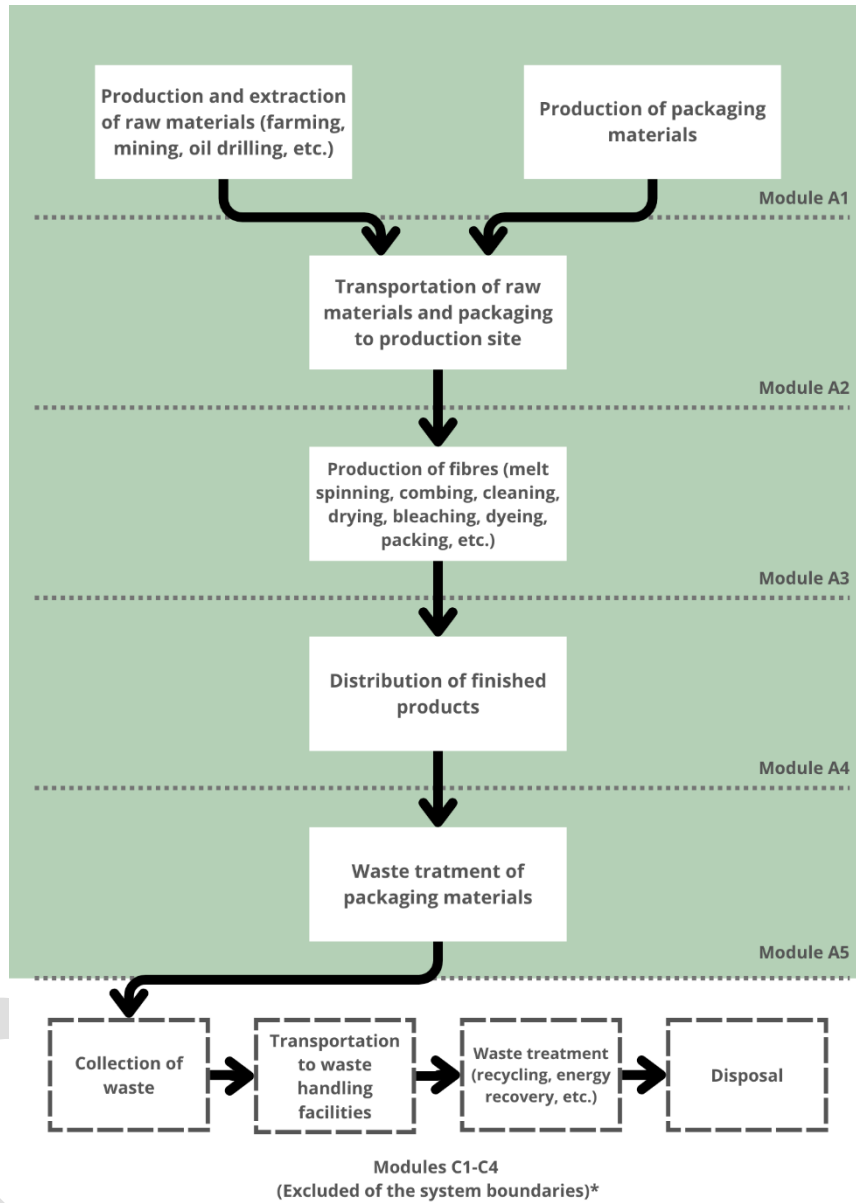 Production and extraction
of raw materials (farming,
mining, oil drilling, etc.)
Production of packaging
materials
Module A1
Transportation of raw
materials and packaging
to production site
Module A2
Production of fibres (melt
spinning, combing, cleaning,
drying, bleaching, dyeing,
packing, etc.)
Module A3
Distribution of finished
products
Module A4
Waste tratment of
packaging materials
Module A5
Collection of
waste
Transportation
to waste
handling
facilities
Waste treatment
(recycling, energy
recovery, etc.)
Disposal
Modules C1-C4
(Excluded of the system boundaries)*